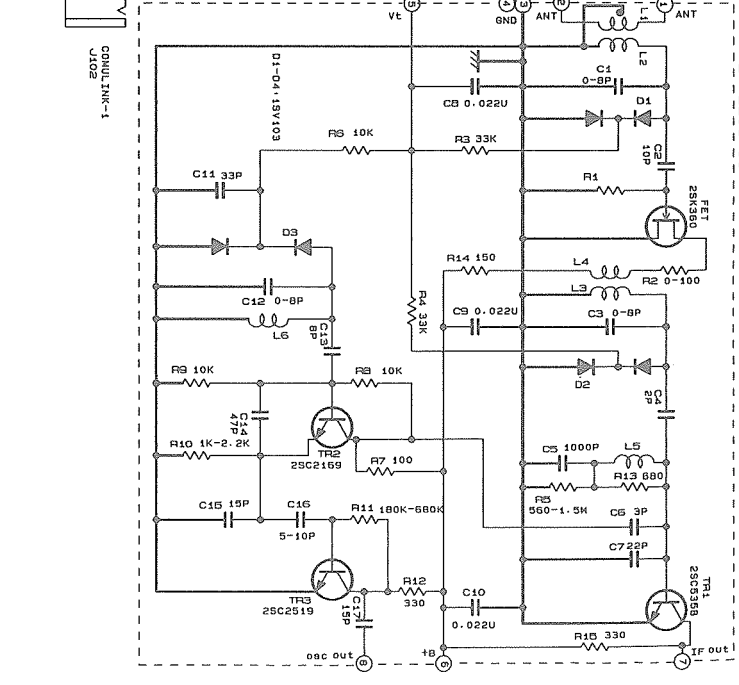 5
4
3
2
1
Vt
GND
ANT
ANT
L1
L2
CONULINK-1
J102
D1-D4:1SV103
C1
0-8P
C8 0.022U
D1
R6 10K
R3 33K
C2
10P
C11 33P
R1
FET
2SK360
D3
R14 150
L4
R2 0-100
L3
C12 0-8P
R4
33K
C9 0.022U
C3 0-8P
L6
C13
8P
R9 10K
R8 10K
D2
C4
2P
C14
47P
R10 1K-2.2K
TR2
2SC2169
R7 100
C5 1000P
L5
R13 680
R5
560-1.5M
C15 15P
C16
5-10P
R11 180K-680K
C6 3P
C7 22P
TR1
2SC535B
TR3
2SC2519
C17
15P
R12
330
C10
0.022U
R15 330
OSC OUT
8
+B
6
7
IF OUT